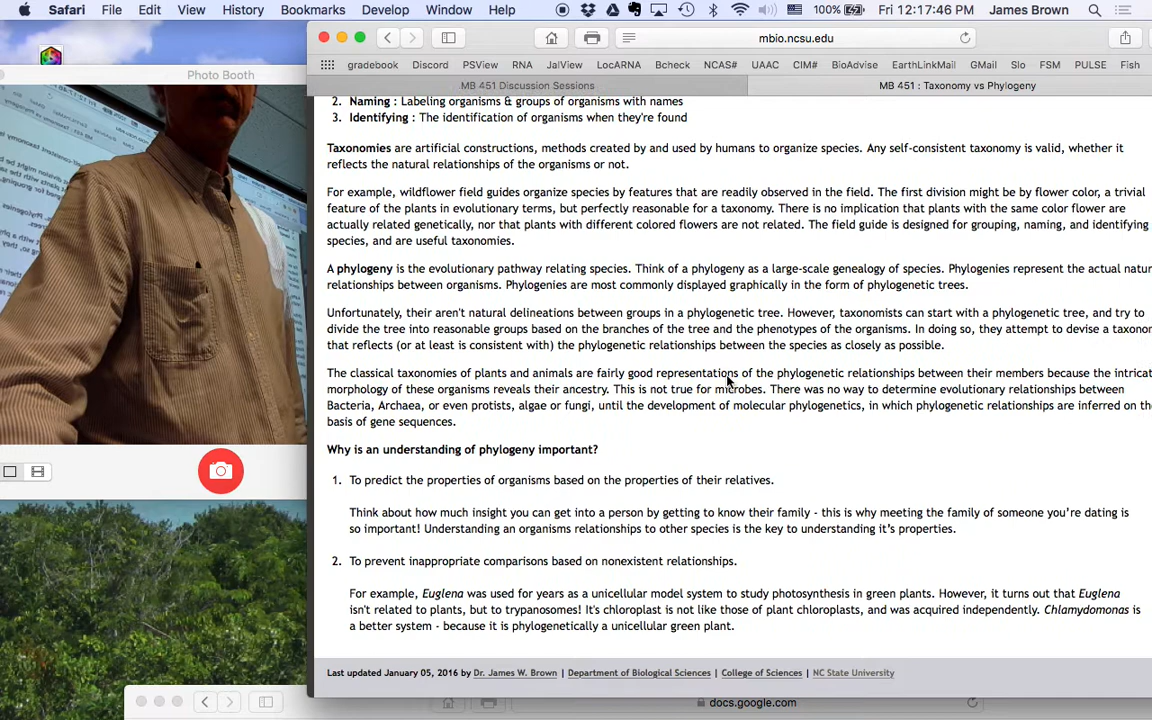 Safari File Edit View History Bookmarks Develop Window Help 100% Fri 12:17:46 PM James Brown
Photo Booth
mbio.ncsu.edu
gradebook Discord PSView RNA JalView LocARNA Bcheck NCAS# UAAC CIM# BioAdvise EarthLinkMail GMail Slo FSM PULSE Fish
MB 451 Discussion Sessions MB 451 : Taxonomy vs Phylogeny
2. Naming : Labeling organisms & groups of organisms with names
3. Identifying : The identification of organisms when they're found
Taxonomies are artificial constructions, methods created by and used by humans to organize species. Any self-consistent taxonomy is valid, whether it
reflects the natural relationships of the organisms or not.
For example, wildflower field guides organize species by features that are readily observed in the field. The first division might be by flower color, a trivial
feature of the plants in evolutionary terms, but perfectly reasonable for a taxonomy. There is no implication that plants with the same color flower are
actually related genetically, nor that plants with different colored flowers are not related. The field guide is designed for grouping, naming, and identifying
species, and are useful taxonomies.
A phylogeny is the evolutionary pathway relating species. Think of a phylogeny as a large-scale genealogy of species. Phylogenies represent the actual natur
relationships between organisms. Phylogenies are most commonly displayed graphically in the form of phylogenetic trees.
Unfortunately, their aren't natural delineations between groups in a phylogenetic tree. However, taxonomists can start with a phylogenetic tree, and try to
divide the tree into reasonable groups based on the branches of the tree and the phenotypes of the organisms. In doing so, they attempt to devise a taxonom
that reflects (or at least is consistent with) the phylogenetic relationships between the species as closely as possible.
The classical taxonomies of plants and animals are fairly good representations of the phylogenetic relationships between their members because the intricat
morphology of these organisms reveals their ancestry. This is not true for microbes. There was no way to determine evolutionary relationships between
Bacteria, Archaea, or even protists, algae or fungi, until the development of molecular phylogenetics, in which phylogenetic relationships are inferred on the
basis of gene sequences.
Why is an understanding of phylogeny important?
1. To predict the properties of organisms based on the properties of their relatives.
Think about how much insight you can get into a person by getting to know their family - this is why meeting the family of someone you're dating is
so important! Understanding an organisms relationships to other species is the key to understanding it's properties.
2. To prevent inappropriate comparisons based on nonexistent relationships.
For example, Euglena was used for years as a unicellular model system to study photosynthesis in green plants. However, it turns out that Euglena
isn't related to plants, but to trypanosomes! It's chloroplast is not like those of plant chloroplasts, and was acquired independently. Chlamydomonas is
a better system - because it is phylogenetically a unicellular green plant.
Last updated January 05, 2016 by Dr. James W. Brown | Department of Biological Sciences | College of Sciences | NC State University
docs.google.com